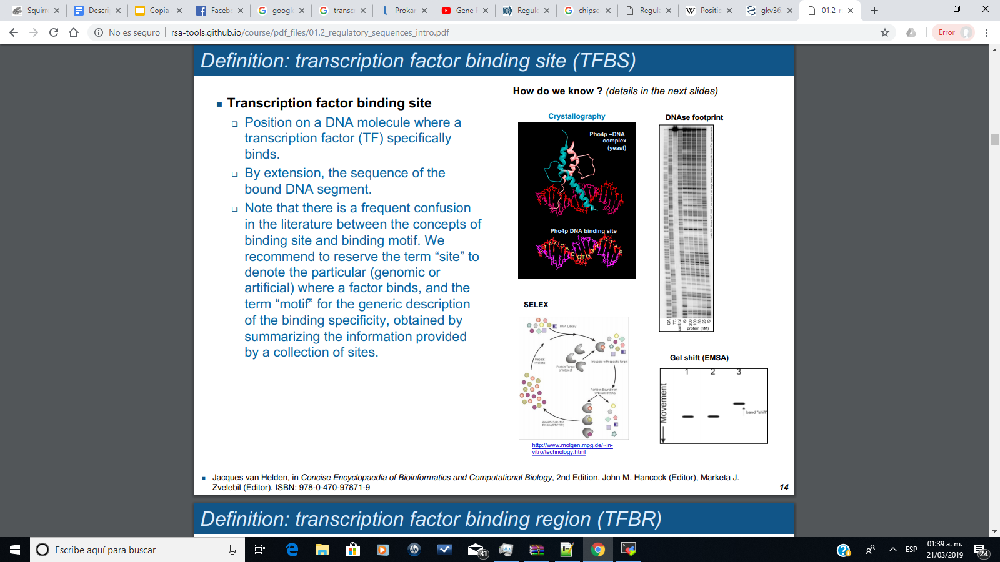 Squirr
Descri
Copia
Facebo
google
transc
Prokar
Gene
Regulo
chipse
Regula
Positio
gkv36
01.2_r
No es seguro
rsa-tools.github.io/course/pdf_files/01.2_regulatory_sequences_intro.pdf
Error
Definition: transcription factor binding site (TFBS)
Transcription factor binding site
Position on a DNA molecule where a
transcription factor (TF) specifically
binds.
By extension, the sequence of the
bound DNA segment.
Note that there is a frequent confusion
in the literature between the concepts of
binding site and binding motif. We
recommend to reserve the term “site” to
denote the particular (genomic or
artificial) where a factor binds, and the
term “motif” for the generic description
of the binding specificity, obtained by
summarizing the information provided
by a collection of sites.
How do we know ? (details in the next slides)
Crystallography
Pho4p –DNA
complex
(yeast)
Pho4p DNA binding site
DNAse footprint
GA
TC
control
0
200
100
50
25
0
protein (nM)
SELEX
RNA Library
Repeat
Process
Protein Target
of Interest
Incubate with specific target
Partition Bound from
Unbound RNAs
Amplify Selected
RNA's (RT/PCR)
http://www.molgen.mpg.de/~in-
vitro/technology.html
Gel shift (EMSA)
1 2 3
Movement
band "shift"
Jacques van Helden, in Concise Encyclopaedia of Bioinformatics and Computational Biology, 2nd Edition. John M. Hancock (Editor), Marketa J.
Zvelebil (Editor). ISBN: 978-0-470-97871-9
14
Definition: transcription factor binding region (TFBR)
Escribe aquí para buscar
31
ESP
01:39 a. m.
21/03/2019
24